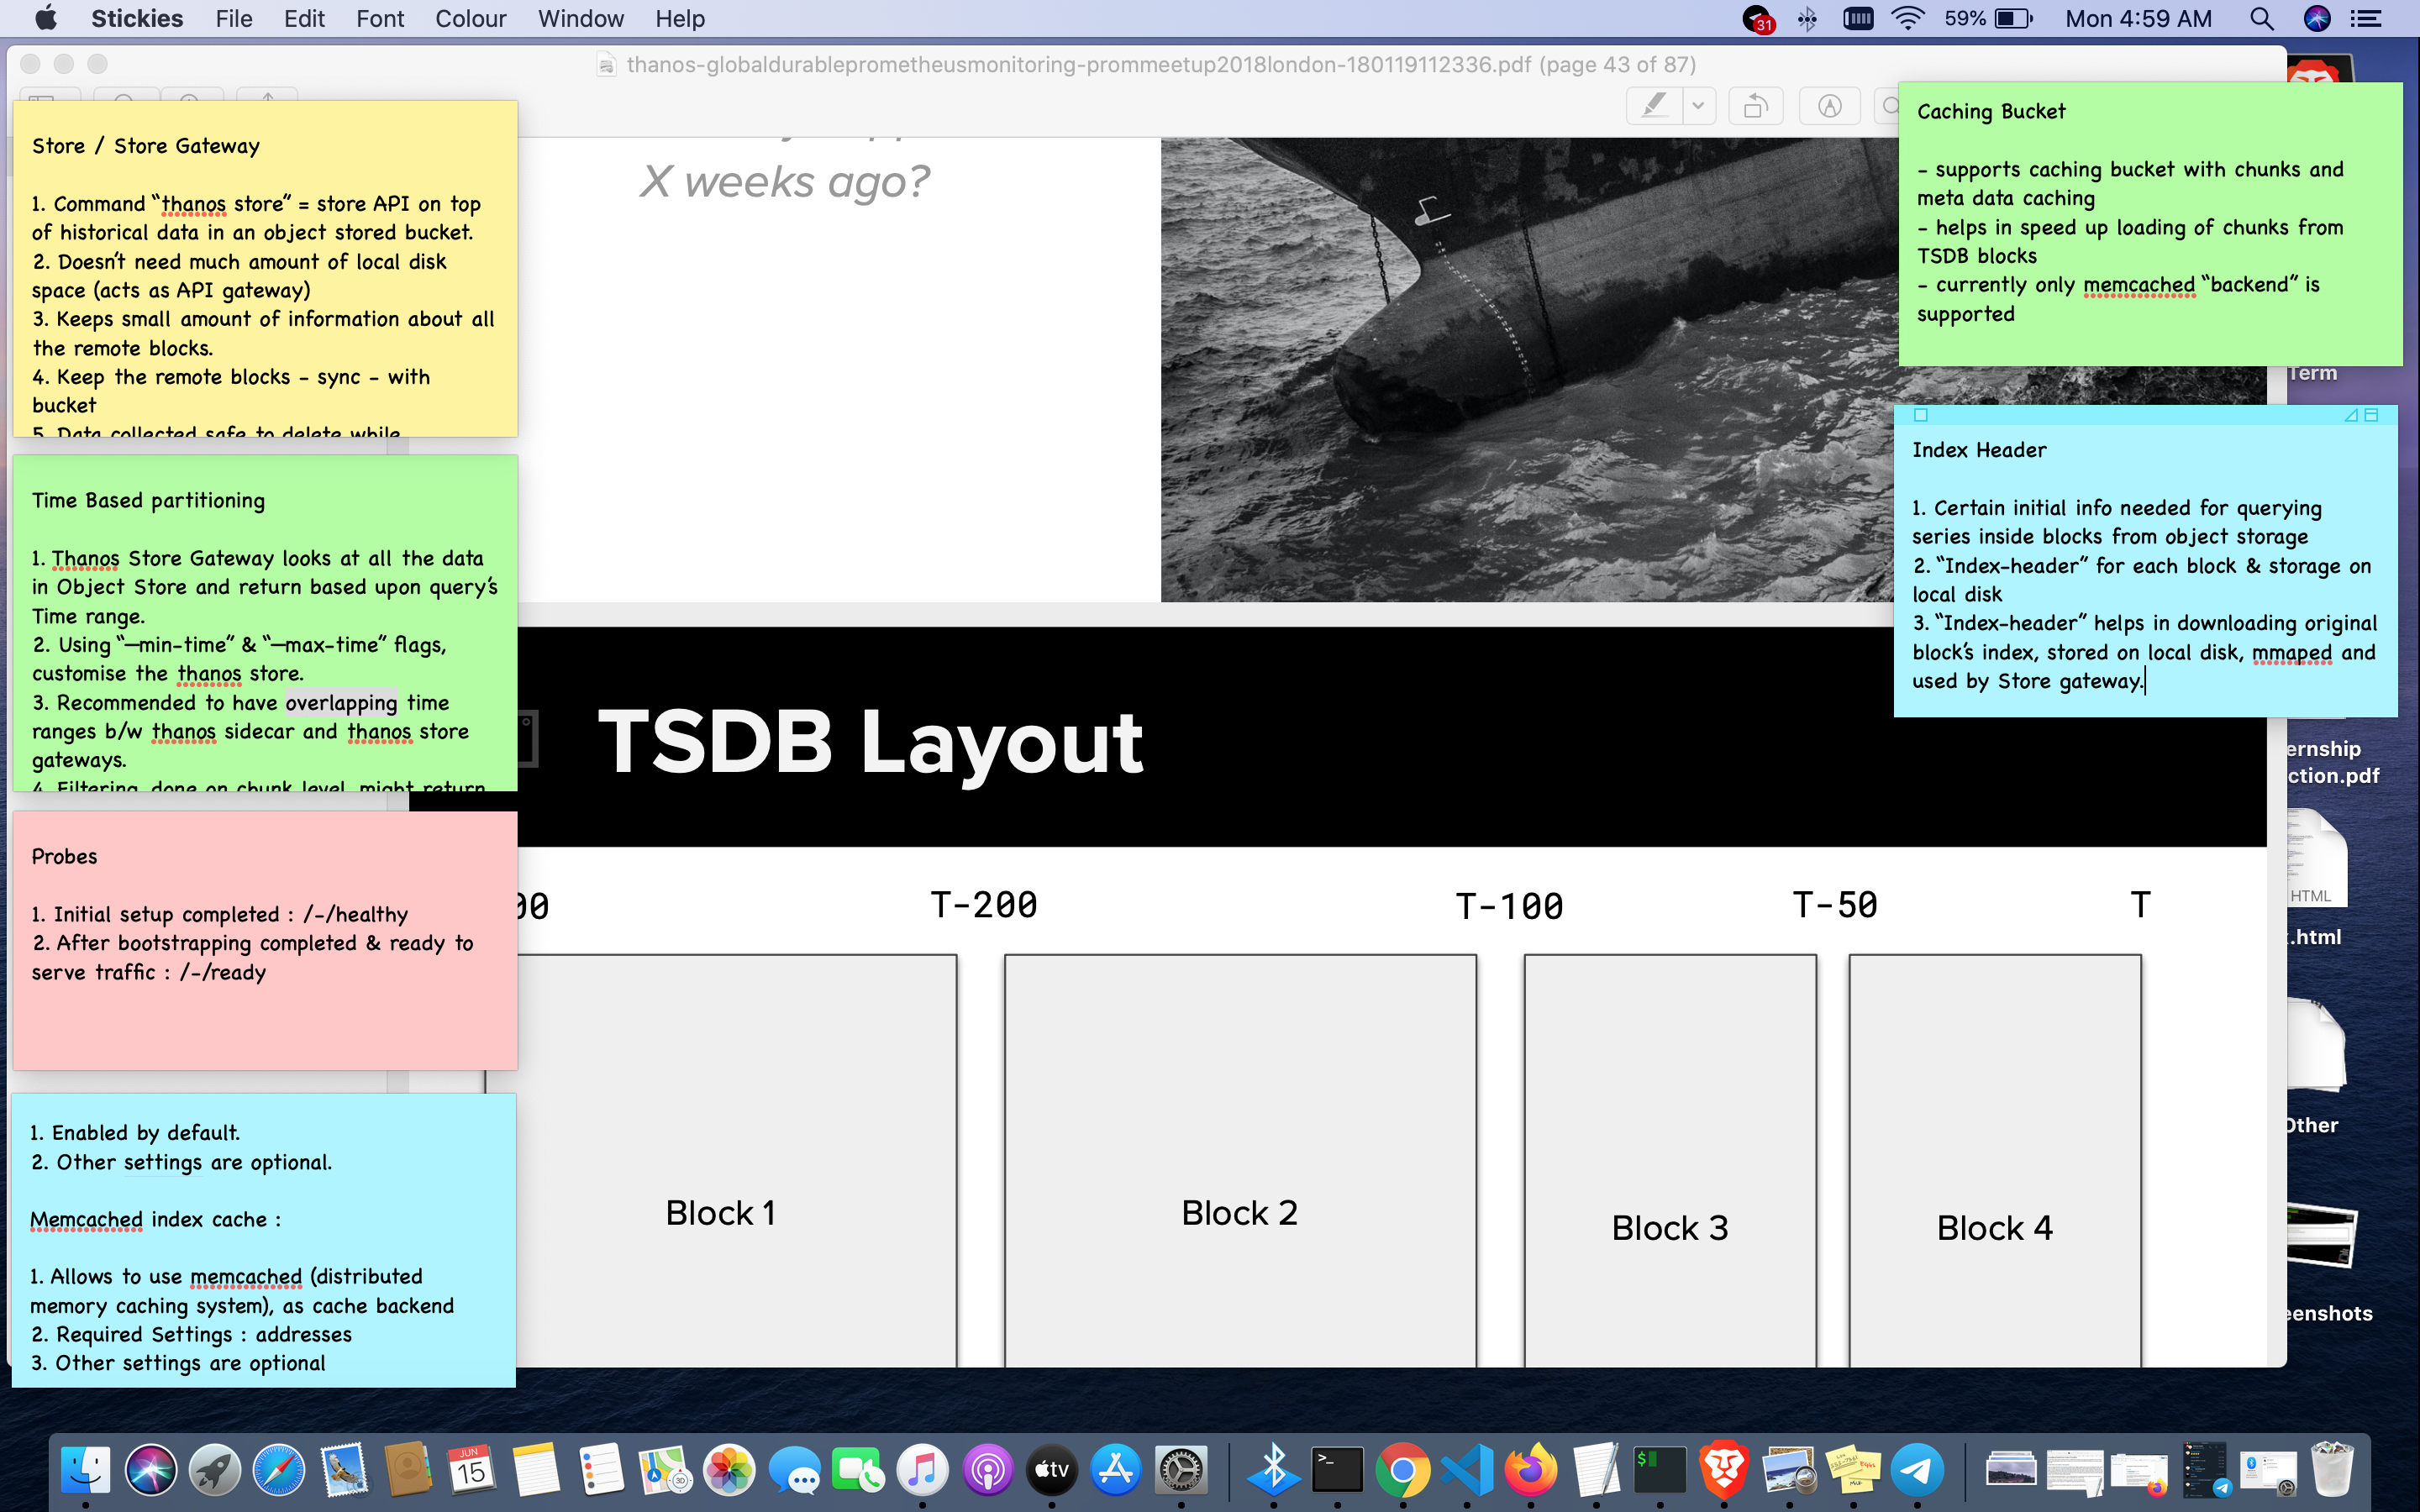 Stickies File Edit Font Colour Window Help
31
59%
Mon 4:59 AM
thanos-globaldurableprometheusmonitoring-prommeetup2018london-180119112336.pdf (page 43 of 87)
Store / Store Gateway
1. Command “thanos store” = store API on top
of historical data in an object stored bucket.
2. Doesn’t need much amount of local disk
space (acts as API gateway)
3. Keeps small amount of information about all
the remote blocks.
4. Keep the remote blocks - sync - with
bucket
5. Data collected safe to delete while
Time Based partitioning
1. Thanos Store Gateway looks at all the data
in Object Store and return based upon query’s
Time range.
2. Using “—min-time” & “—max-time” flags,
customise the thanos store.
3. Recommended to have overlapping time
ranges b/w thanos sidecar and thanos store
gateways.
4. Filtering done on chunk level, might return
Probes
1. Initial setup completed : /-/healthy
2. After bootstrapping completed & ready to
serve traffic : /-/ready
1. Enabled by default.
2. Other settings are optional.
Memcached index cache :
1. Allows to use memcached (distributed
memory caching system), as cache backend
2. Required Settings : addresses
3. Other settings are optional
X weeks ago?
TSDB Layout
00 T-200 T-100 T-50 T
Block 1 Block 2 Block 3 Block 4
Caching Bucket
- supports caching bucket with chunks and
meta data caching
- helps in speed up loading of chunks from
TSDB blocks
- currently only memcached “backend” is
supported
Index Header
1. Certain initial info needed for querying
series inside blocks from object storage
2. “Index-header” for each block & storage on
local disk
3. “Index-header” helps in downloading original
block’s index, stored on local disk, mmaped and
used by Store gateway.
Term
ernship
ction.pdf
HTML
.html
Other
eenshots
JUN
15
3D
tv
>_
$